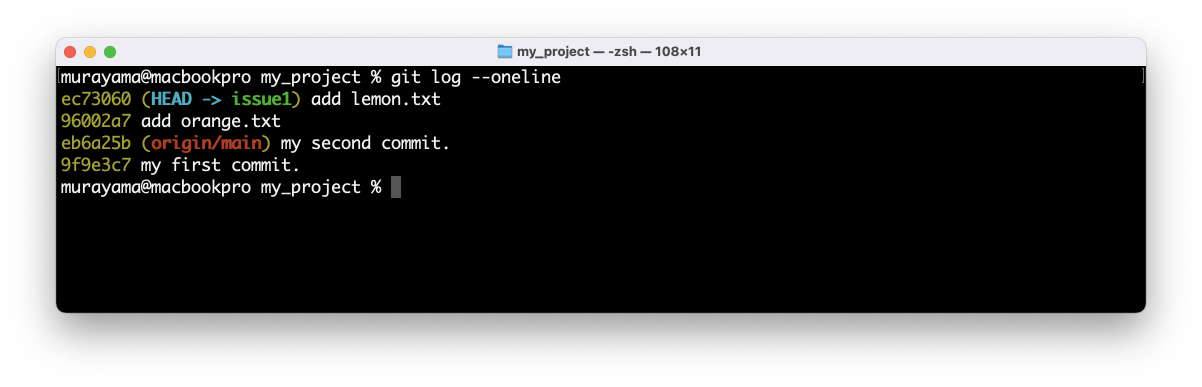 my_project — -zsh — 108×11
murayama@macbookpro my_project % git log --oneline
ec73060 (HEAD -> issue1) add lemon.txt
96002a7 add orange.txt
eb6a25b (origin/main) my second commit.
9f9e3c7 my first commit.
murayama@macbookpro my_project %